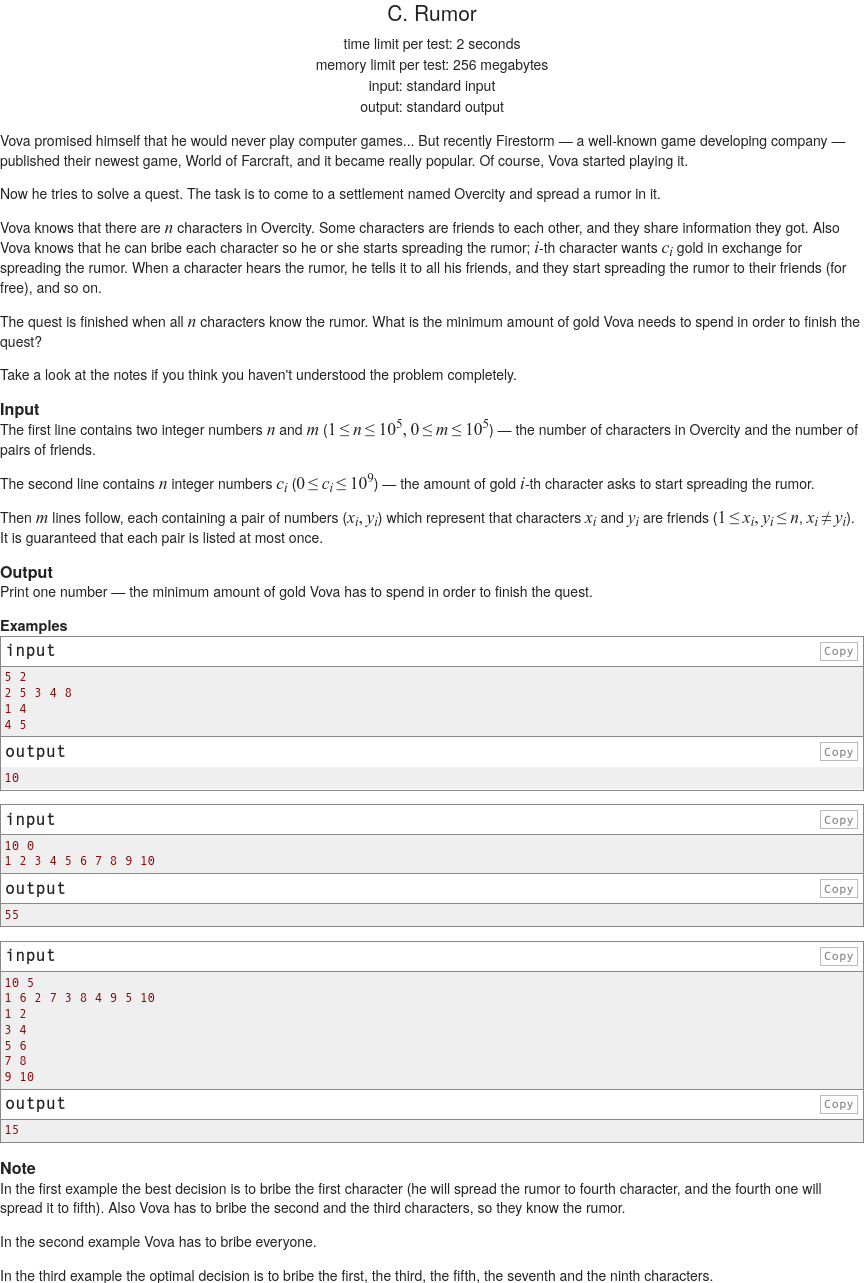 C. Rumor
time limit per test: 2 seconds
memory limit per test: 256 megabytes
input: standard input
output: standard output
Vova promised himself that he would never play computer games... But recently Firestorm — a well-known game developing company —
published their newest game, World of Farcraft, and it became really popular. Of course, Vova started playing it.
Now he tries to solve a quest. The task is to come to a settlement named Overcity and spread a rumor in it.
Vova knows that there are n characters in Overcity. Some characters are friends to each other, and they share information they got. Also
Vova knows that he can bribe each character so he or she starts spreading the rumor; i-th character wants c_i gold in exchange for
spreading the rumor. When a character hears the rumor, he tells it to all his friends, and they start spreading the rumor to their friends (for
free), and so on.
The quest is finished when all n characters know the rumor. What is the minimum amount of gold Vova needs to spend in order to finish the
quest?
Take a look at the notes if you think you haven't understood the problem completely.
Input
The first line contains two integer numbers n and m (1 ≤ n ≤ 10^5, 0 ≤ m ≤ 10^5) — the number of characters in Overcity and the number of
pairs of friends.
The second line contains n integer numbers c_i (0 ≤ c_i ≤ 10^9) — the amount of gold i-th character asks to start spreading the rumor.
Then m lines follow, each containing a pair of numbers (x_i, y_i) which represent that characters x_i and y_i are friends (1 ≤ x_i, y_i ≤ n, x_i ≠ y_i).
It is guaranteed that each pair is listed at most once.
Output
Print one number — the minimum amount of gold Vova has to spend in order to finish the quest.
Examples
input Copy
5 2
2 5 3 4 8
1 4
4 5
output Copy
10
input Copy
10 0
1 2 3 4 5 6 7 8 9 10
output Copy
55
input Copy
10 5
1 6 2 7 3 8 4 9 5 10
1 2
3 4
5 6
7 8
9 10
output Copy
15
Note
In the first example the best decision is to bribe the first character (he will spread the rumor to fourth character, and the fourth one will
spread it to fifth). Also Vova has to bribe the second and the third characters, so they know the rumor.
In the second example Vova has to bribe everyone.
In the third example the optimal decision is to bribe the first, the third, the fifth, the seventh and the ninth characters.